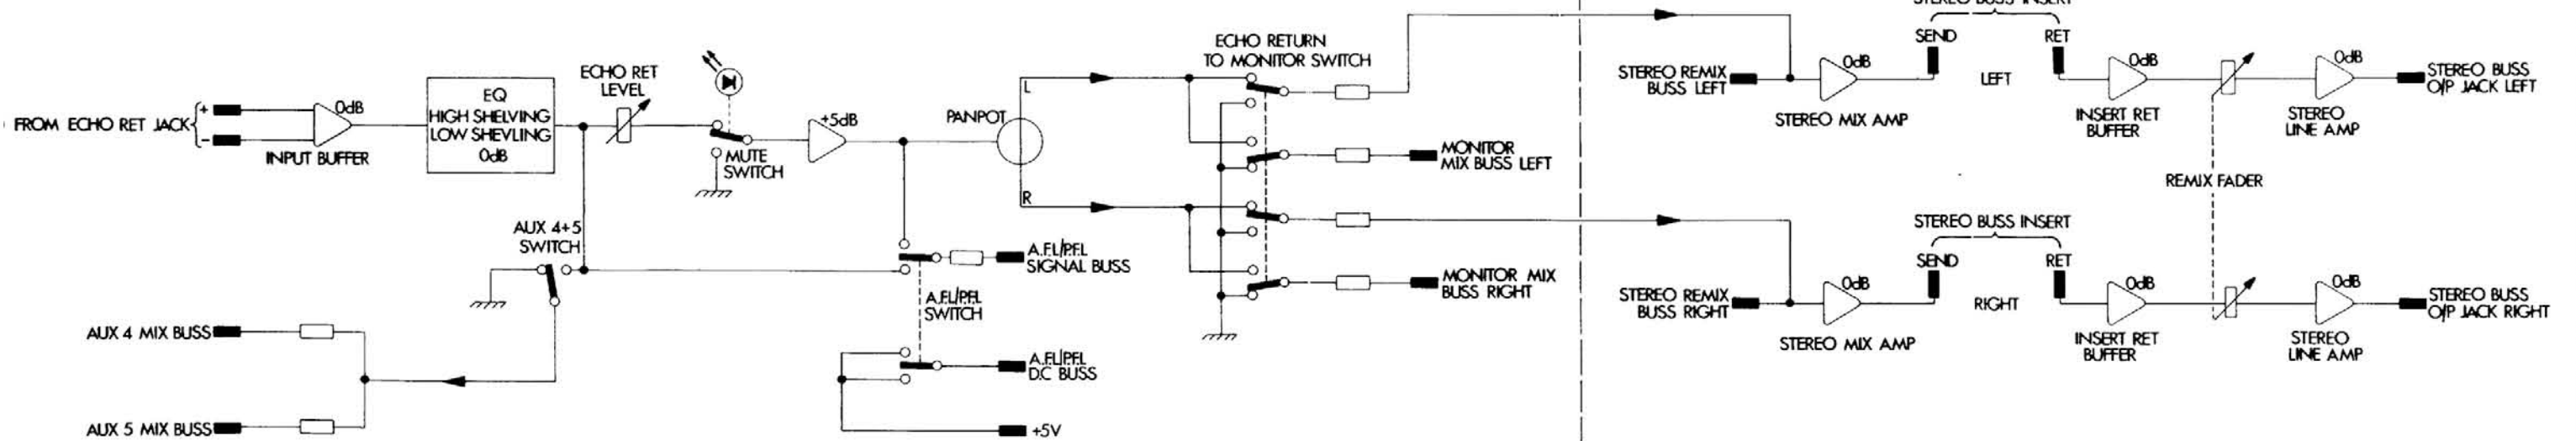 FROM ECHO RET JACK
+
−
0dB
INPUT BUFFER
EQ
HIGH SHELVING
LOW SHEVLING
0dB
ECHO RET
LEVEL
MUTE
SWITCH
+5dB
PANPOT
L
R
ECHO RETURN
TO MONITOR SWITCH
MONITOR
MIX BUSS LEFT
MONITOR MIX
BUSS RIGHT
AUX 4+5
SWITCH
AUX 4 MIX BUSS
AUX 5 MIX BUSS
A.F.L/P.F.L
SIGNAL BUSS
A.F.L/P.F.L
SWITCH
A.F.L/P.F.L
D.C BUSS
+5V
STEREO REMIX
BUSS LEFT
0dB
STEREO MIX AMP
STEREO BUSS INSERT
SEND
LEFT
RET
0dB
INSERT RET
BUFFER
0dB
STEREO
LINE AMP
STEREO BUSS
O/P JACK LEFT
REMIX FADER
STEREO REMIX
BUSS RIGHT
0dB
STEREO MIX AMP
STEREO BUSS INSERT
SEND
RIGHT
RET
0dB
INSERT RET
BUFFER
0dB
STEREO
LINE AMP
STEREO BUSS
O/P JACK RIGHT